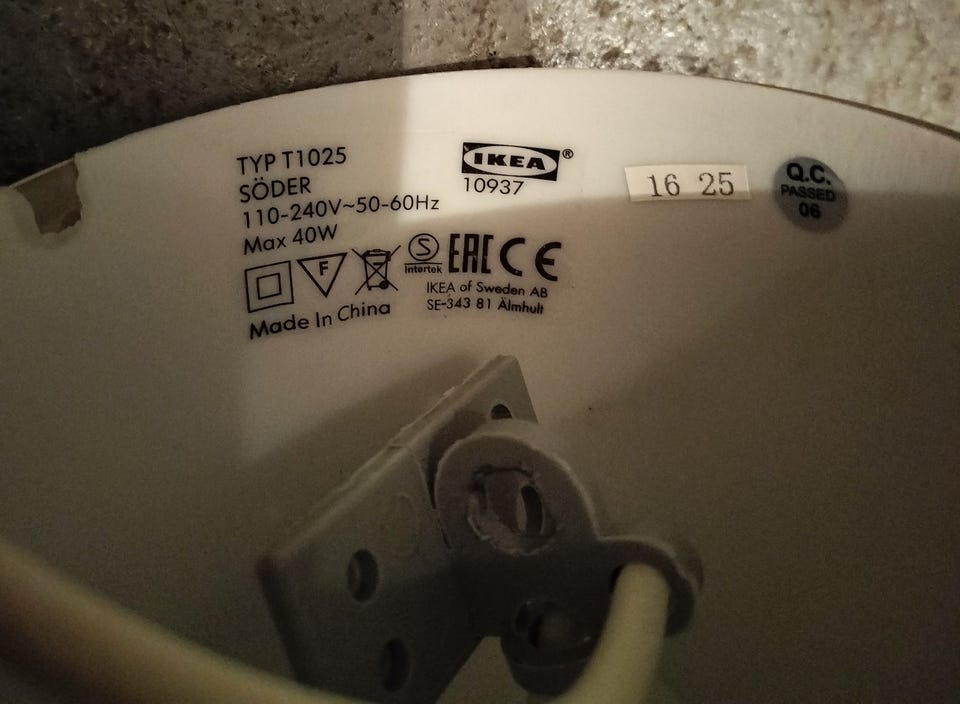 TYP T1025
SÖDER
110-240V~50-60Hz
Max 40W
F
S
Intertek
EAC CE
Made In China
IKEA®
10937
IKEA of Sweden AB
SE-343 81 Älmhult
16 25
Q.C.
PASSED
06